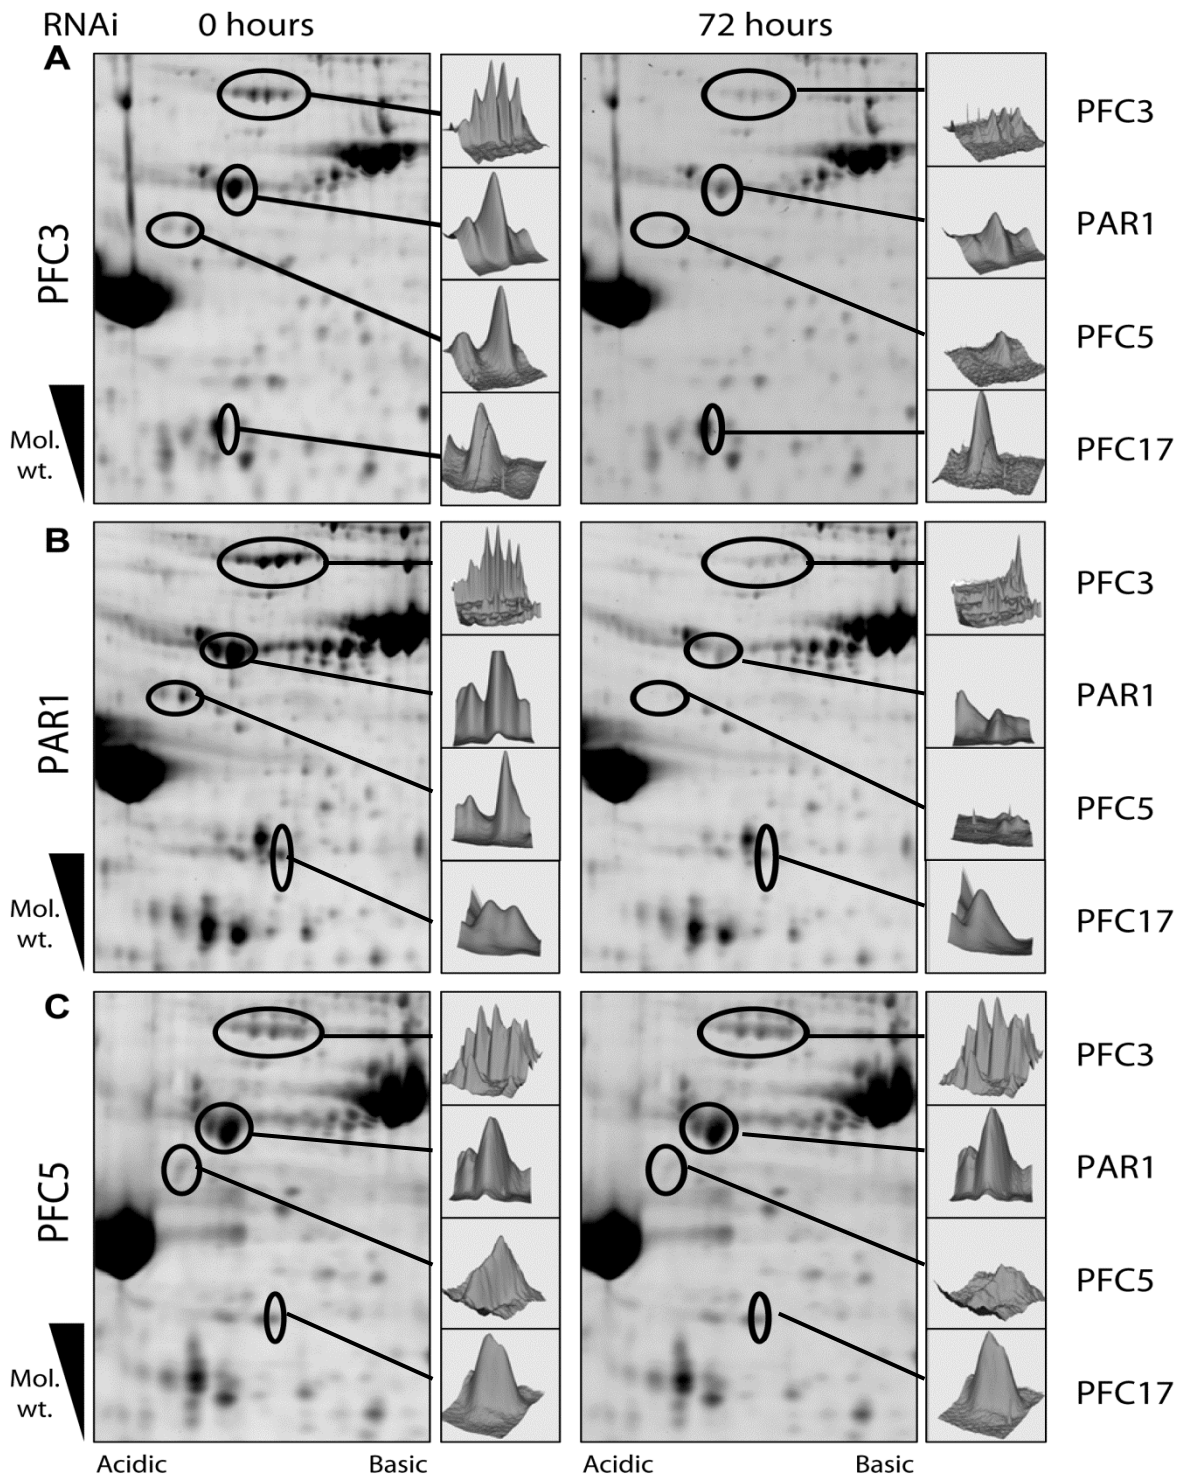 RNAi 0 hours 72 hours
A
PFC3
PFC3
PAR1
PFC5
PFC17
Mol.
wt.
B
PAR1
PFC3
PAR1
PFC5
PFC17
Mol.
wt.
C
PFC5
PFC3
PAR1
PFC5
PFC17
Mol.
wt.
Acidic Basic Acidic Basic